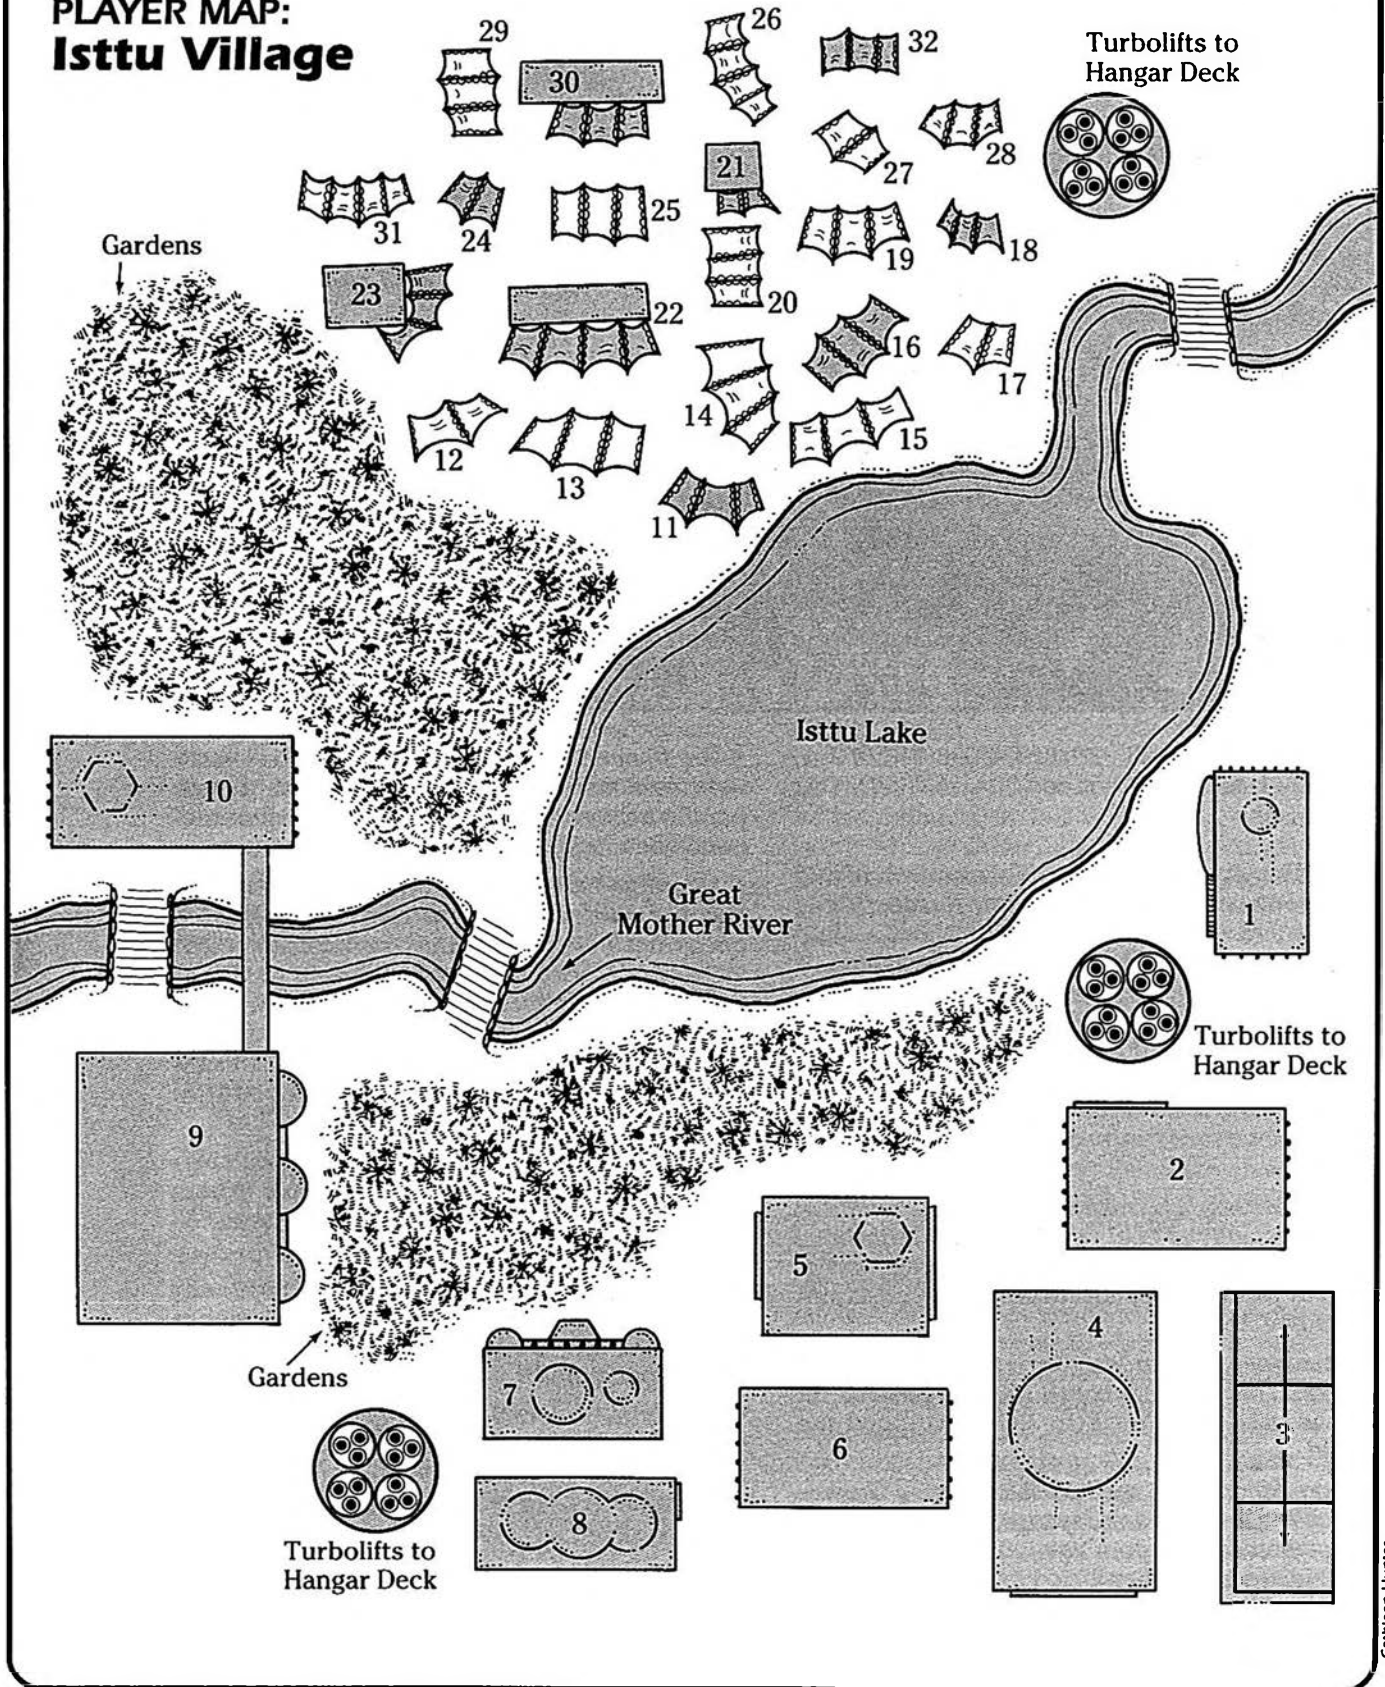 PLAYER MAP:
Isttu Village
29
26
32
Turbolifts to
Hangar Deck
30
28
21
27
31
24
25
18
19
Gardens
23
20
22
16
17
14
15
12
13
11
Isttu Lake
10
Great
Mother River
1
Turbolifts to
Hangar Deck
9
2
5
4
Gardens
7
6
3
8
Turbolifts to
Hangar Deck